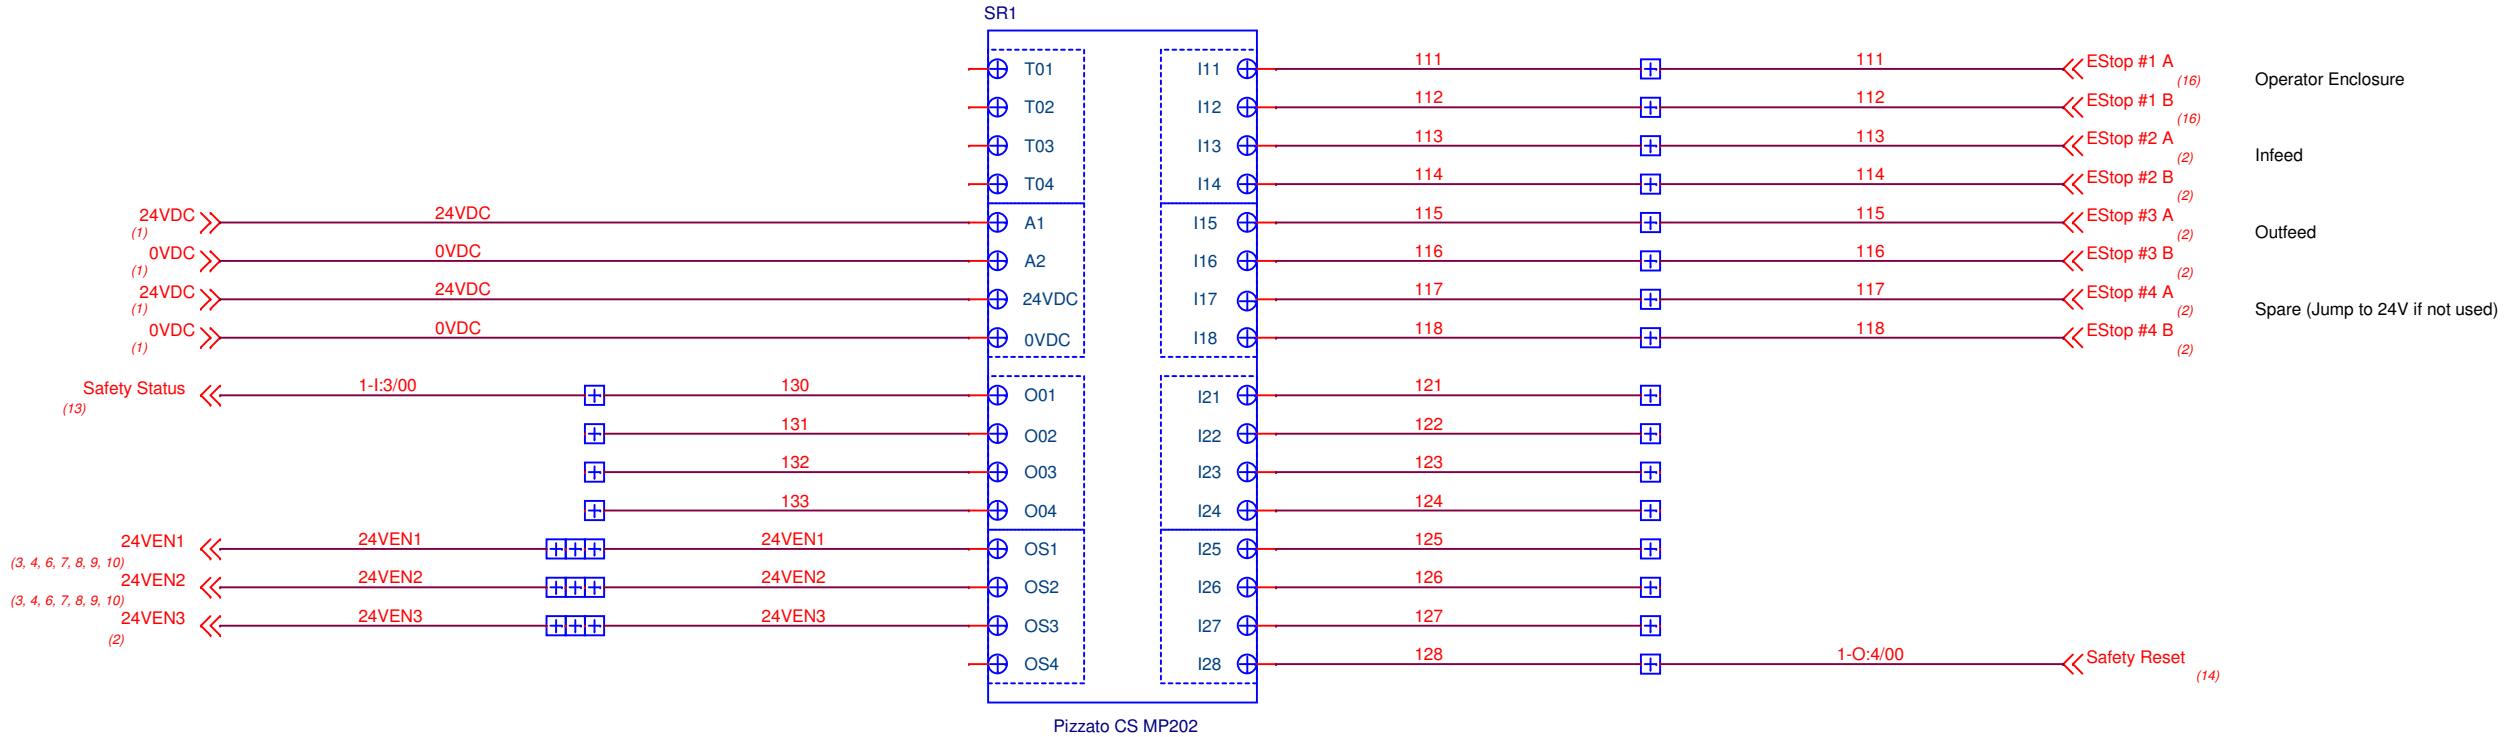 SR1
T01 I11 111 111 EStop #1 A
(16)
Operator Enclosure
T02 I12 112 112 EStop #1 B
(16)
T03 I13 113 113 EStop #2 A
(2)
Infeed
T04 I14 114 114 EStop #2 B
(2)
24VDC 24VDC A1 I15 115 115 EStop #3 A
(1) (2)
Outfeed
0VDC 0VDC A2 I16 116 116 EStop #3 B
(1) (2)
24VDC 24VDC 24VDC I17 117 117 EStop #4 A
(1) (2)
Spare (Jump to 24V if not used)
0VDC 0VDC 0VDC I18 118 118 EStop #4 B
(1) (2)
Safety Status 1-I:3/00 130 O01 I21 121
(13)
131 O02 I22 122
132 O03 I23 123
133 O04 I24 124
24VEN1 24VEN1 24VEN1 OS1 I25 125
(3, 4, 6, 7, 8, 9, 10)
24VEN2 24VEN2 24VEN2 OS2 I26 126
(3, 4, 6, 7, 8, 9, 10)
24VEN3 24VEN3 24VEN3 OS3 I27 127
(2)
OS4 I28 128 1-O:4/00 Safety Reset
(14)
Pizzato CS MP202